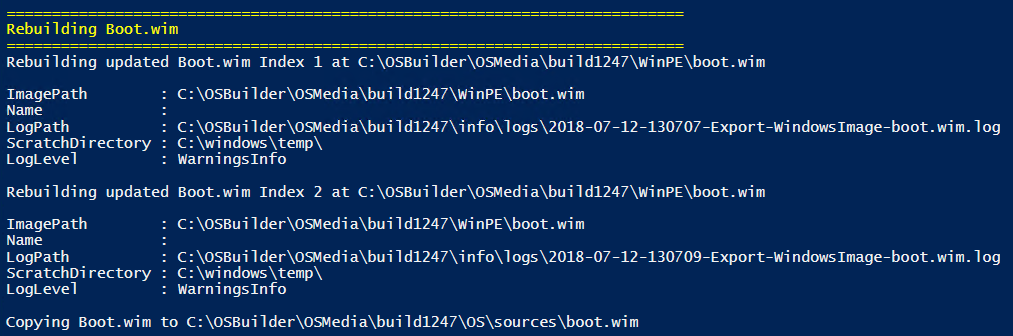 ===========================================================================
Rebuilding Boot.wim
===========================================================================
Rebuilding updated Boot.wim Index 1 at C:\OSBuilder\OSMedia\build1247\WinPE\boot.wim
ImagePath        : C:\OSBuilder\OSMedia\build1247\WinPE\boot.wim
Name             :
LogPath          : C:\OSBuilder\OSMedia\build1247\info\logs\2018-07-12-130707-Export-WindowsImage-boot.wim.log
ScratchDirectory : C:\windows\temp\
LogLevel         : WarningsInfo
Rebuilding updated Boot.wim Index 2 at C:\OSBuilder\OSMedia\build1247\WinPE\boot.wim
ImagePath        : C:\OSBuilder\OSMedia\build1247\WinPE\boot.wim
Name             :
LogPath          : C:\OSBuilder\OSMedia\build1247\info\logs\2018-07-12-130709-Export-WindowsImage-boot.wim.log
ScratchDirectory : C:\windows\temp\
LogLevel         : WarningsInfo
Copying Boot.wim to C:\OSBuilder\OSMedia\build1247\OS\sources\boot.wim